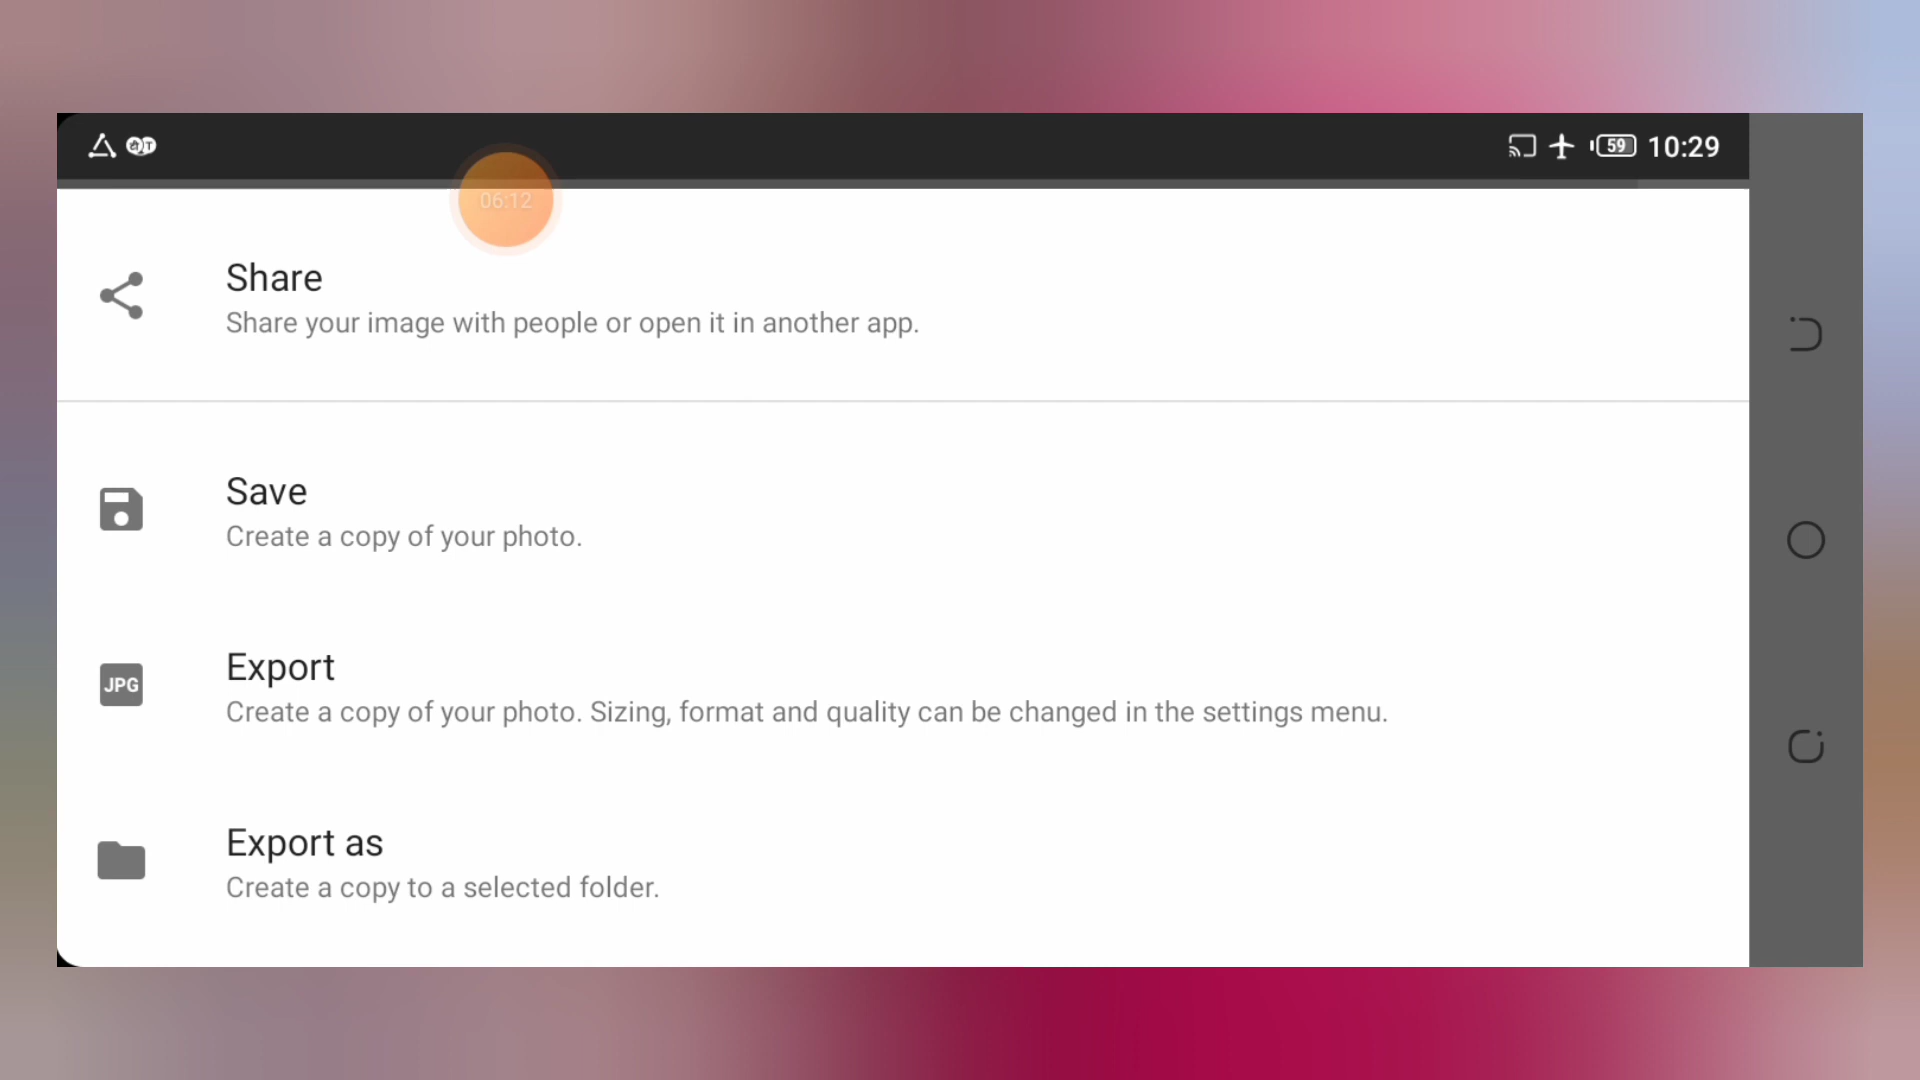 59 10:29
06:12
Share
Share your image with people or open it in another app.
Save
Create a copy of your photo.
JPG
Export
Create a copy of your photo. Sizing, format and quality can be changed in the settings menu.
Export as
Create a copy to a selected folder.